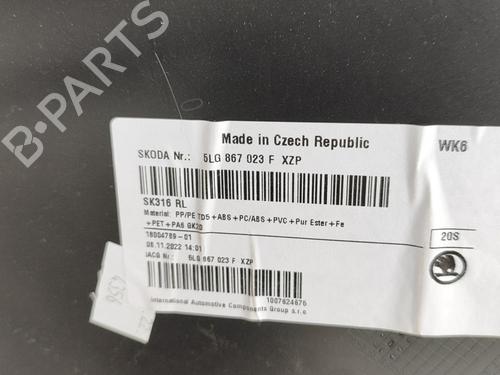 B-PARTS
Made in Czech Republic
WK6
SKODA Nr.: 5LG 867 023 F XZP
SK316 RL
Material: PP/PE TD5+ABS+PC/ABS+PVC+Pur Ester+Fe
+PET+PA6 GK20
18004789-01
08.11.2022 14:01
IACG Nr.: 5LG 867 023 F XZP
20S
1007624676
International Automotive Components Group s.r.o